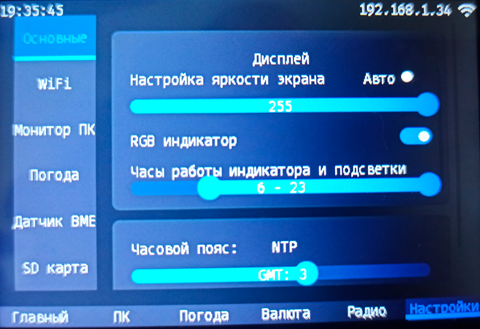 19:35:45
192.168.1.34
Основные
WiFi
Монитор ПК
Погода
Датчик BME
SD карта
Дисплей
Настройка яркости экрана
Авто
255
RGB индикатор
Часы работы индикатора и подсветки
6 - 23
Часовой пояс:
NTP
GMT: 3
Главный
ПК
Погода
Валюта
Радио
Настройки